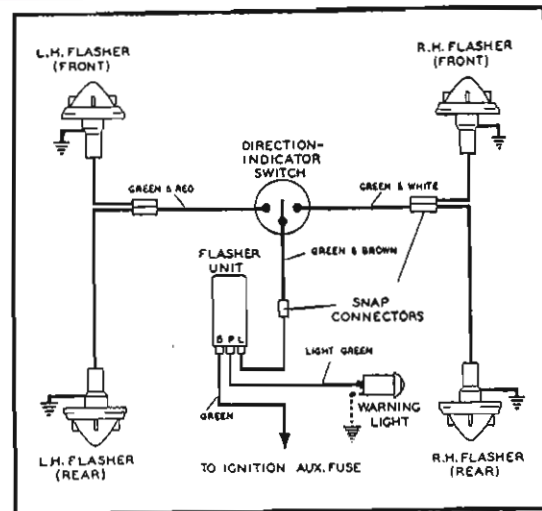 L.H. FLASHER
(FRONT)
R.H. FLASHER
(FRONT)
DIRECTION-
INDICATOR
SWITCH
GREEN & RED
GREEN & WHITE
FLASHER
UNIT
GREEN & BROWN
B P L
SNAP
CONNECTORS
LIGHT GREEN
GREEN
WARNING
LIGHT
L.H. FLASHER
(REAR)
TO IGNITION AUX. FUSE
R.H. FLASHER
(REAR)